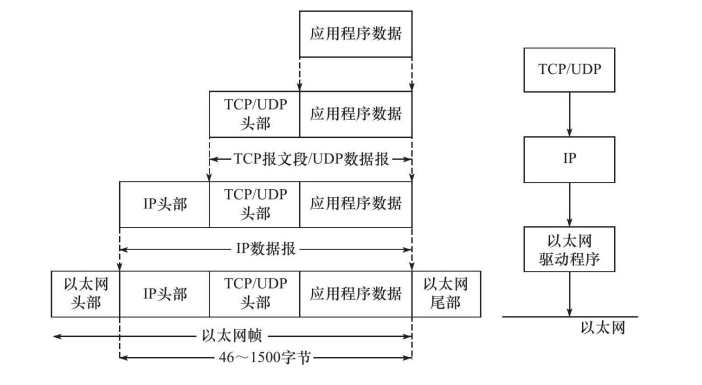 应用程序数据
TCP/UDP
头部
应用程序数据
TCP报文段/UDP数据报
IP头部
TCP/UDP
头部
应用程序数据
IP数据报
以太网
头部
IP头部
TCP/UDP
头部
应用程序数据
以太网
尾部
以太网帧
46～1500字节
TCP/UDP
IP
以太网
驱动程序
以太网